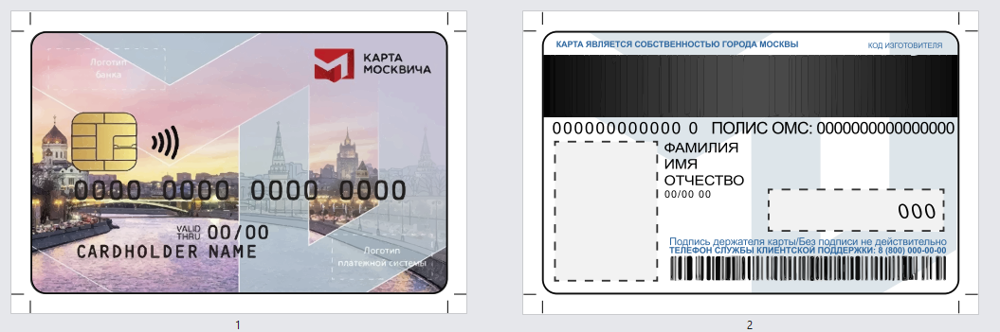 Логотип
банка
КАРТА
МОСКВИЧА
0000 0000 0000 0000
VALID
THRU 00/00
CARDHOLDER NAME
Логотип
платежной системы
1
КАРТА ЯВЛЯЕТСЯ СОБСТВЕННОСТЬЮ ГОРОДА МОСКВЫ
КОД ИЗГОТОВИТЕЛЯ
000000000000 0 ПОЛИС ОМС: 0000000000000000
ФАМИЛИЯ
ИМЯ
ОТЧЕСТВО
00/00 00
000
Подпись держателя карты/Без подписи не действительно
ТЕЛЕФОН СЛУЖБЫ КЛИЕНТСКОЙ ПОДДЕРЖКИ: 8 (800) 000-00-00
2